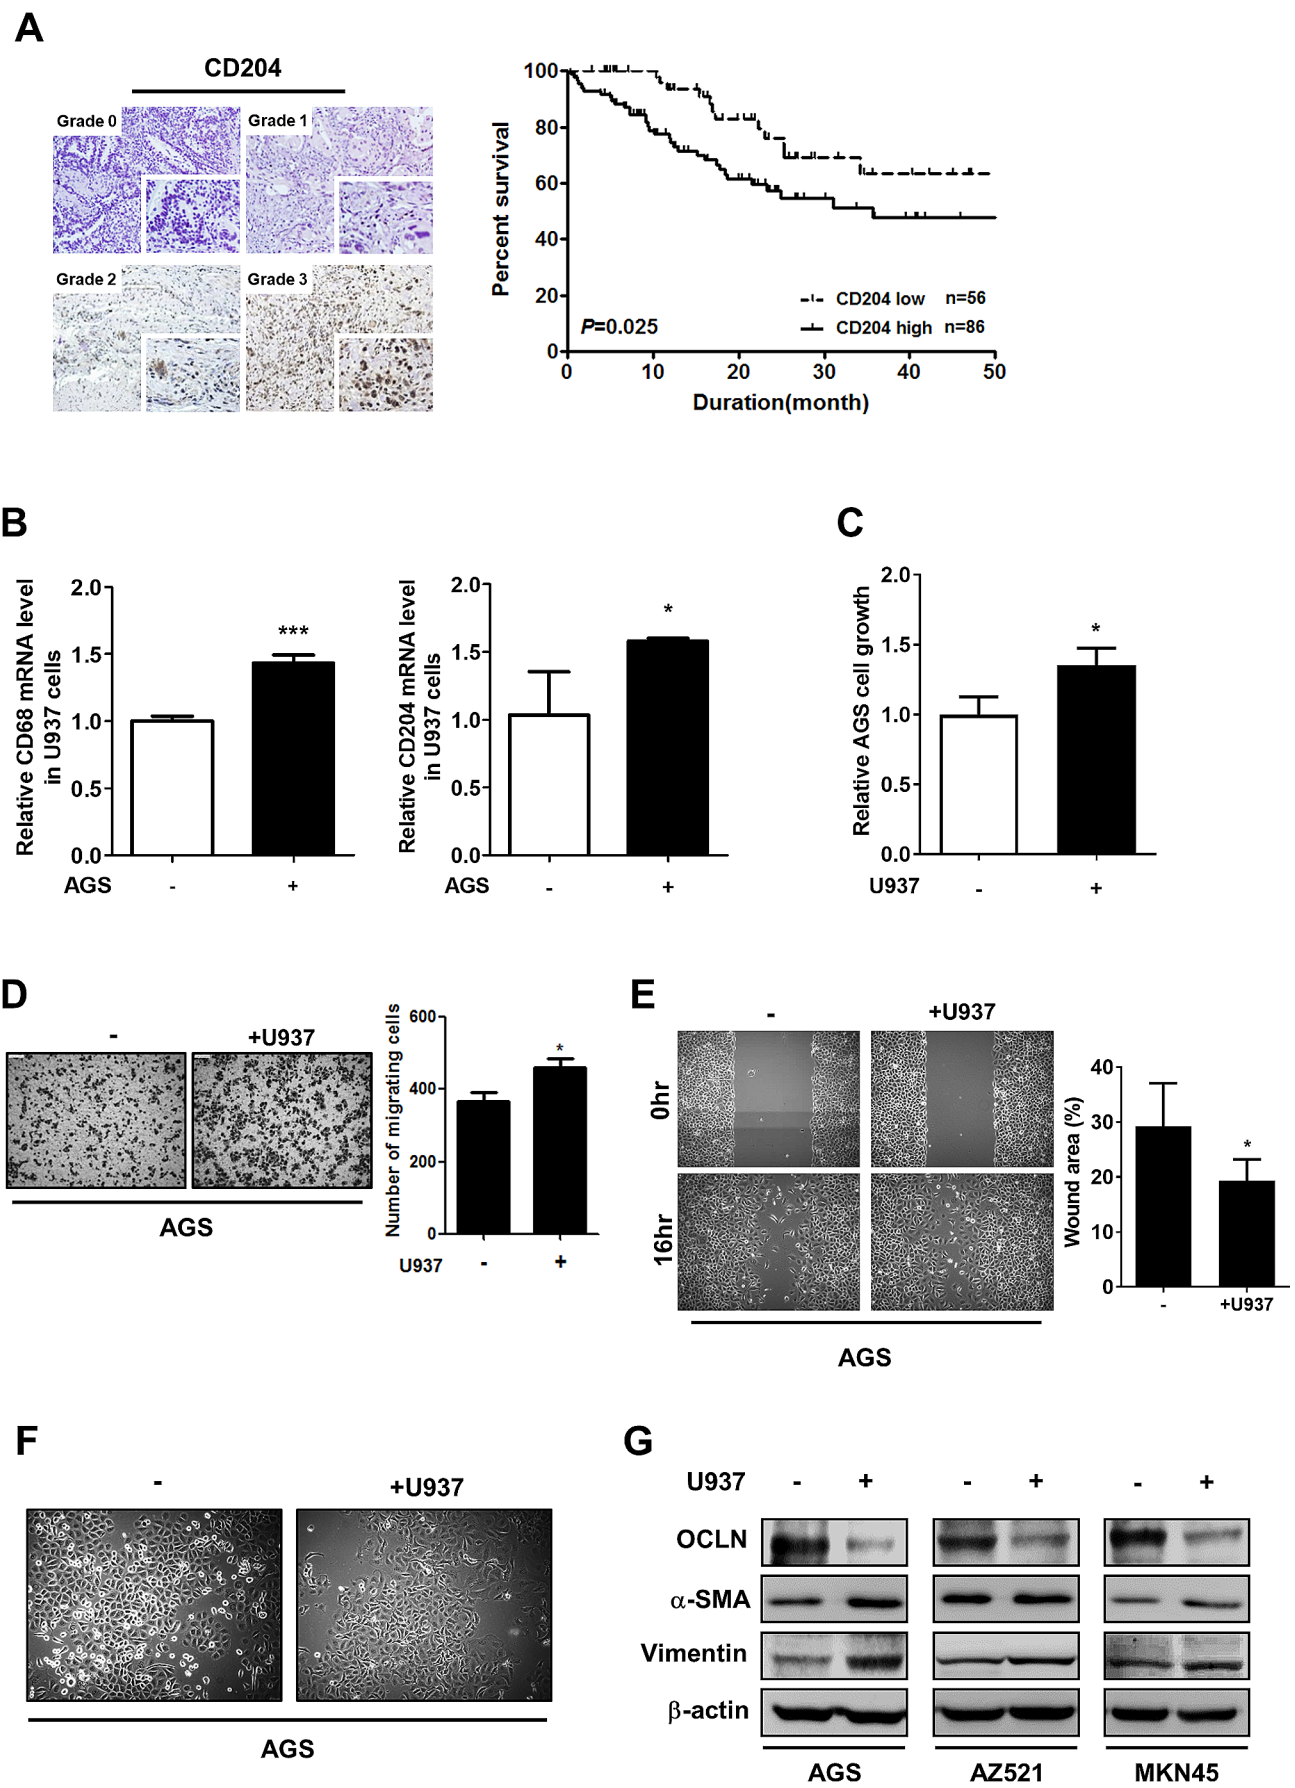 A
CD204
Grade 0
Grade 1
Grade 2
Grade 3
Percent survival
100
80
60
40
20
0
P=0.025
CD204 low n=56
CD204 high n=86
0 10 20 30 40 50
Duration(month)
B
Relative CD68 mRNA level
in U937 cells
2.0
1.5
1.0
0.5
0.0
***
AGS - +
Relative CD204 mRNA level
in U937 cells
2.0
1.5
1.0
0.5
0.0
*
AGS - +
C
Relative AGS cell growth
2.0
1.5
1.0
0.5
0.0
*
U937 - +
D
- +U937
AGS
Number of migrating cells
600
400
200
0
*
U937 - +
E
- +U937
0hr
16hr
AGS
Wound area (%)
40
30
20
10
0
*
- +U937
F
- +U937
AGS
G
U937 - + - + - +
OCLN
α-SMA
Vimentin
β-actin
AGS AZ521 MKN45